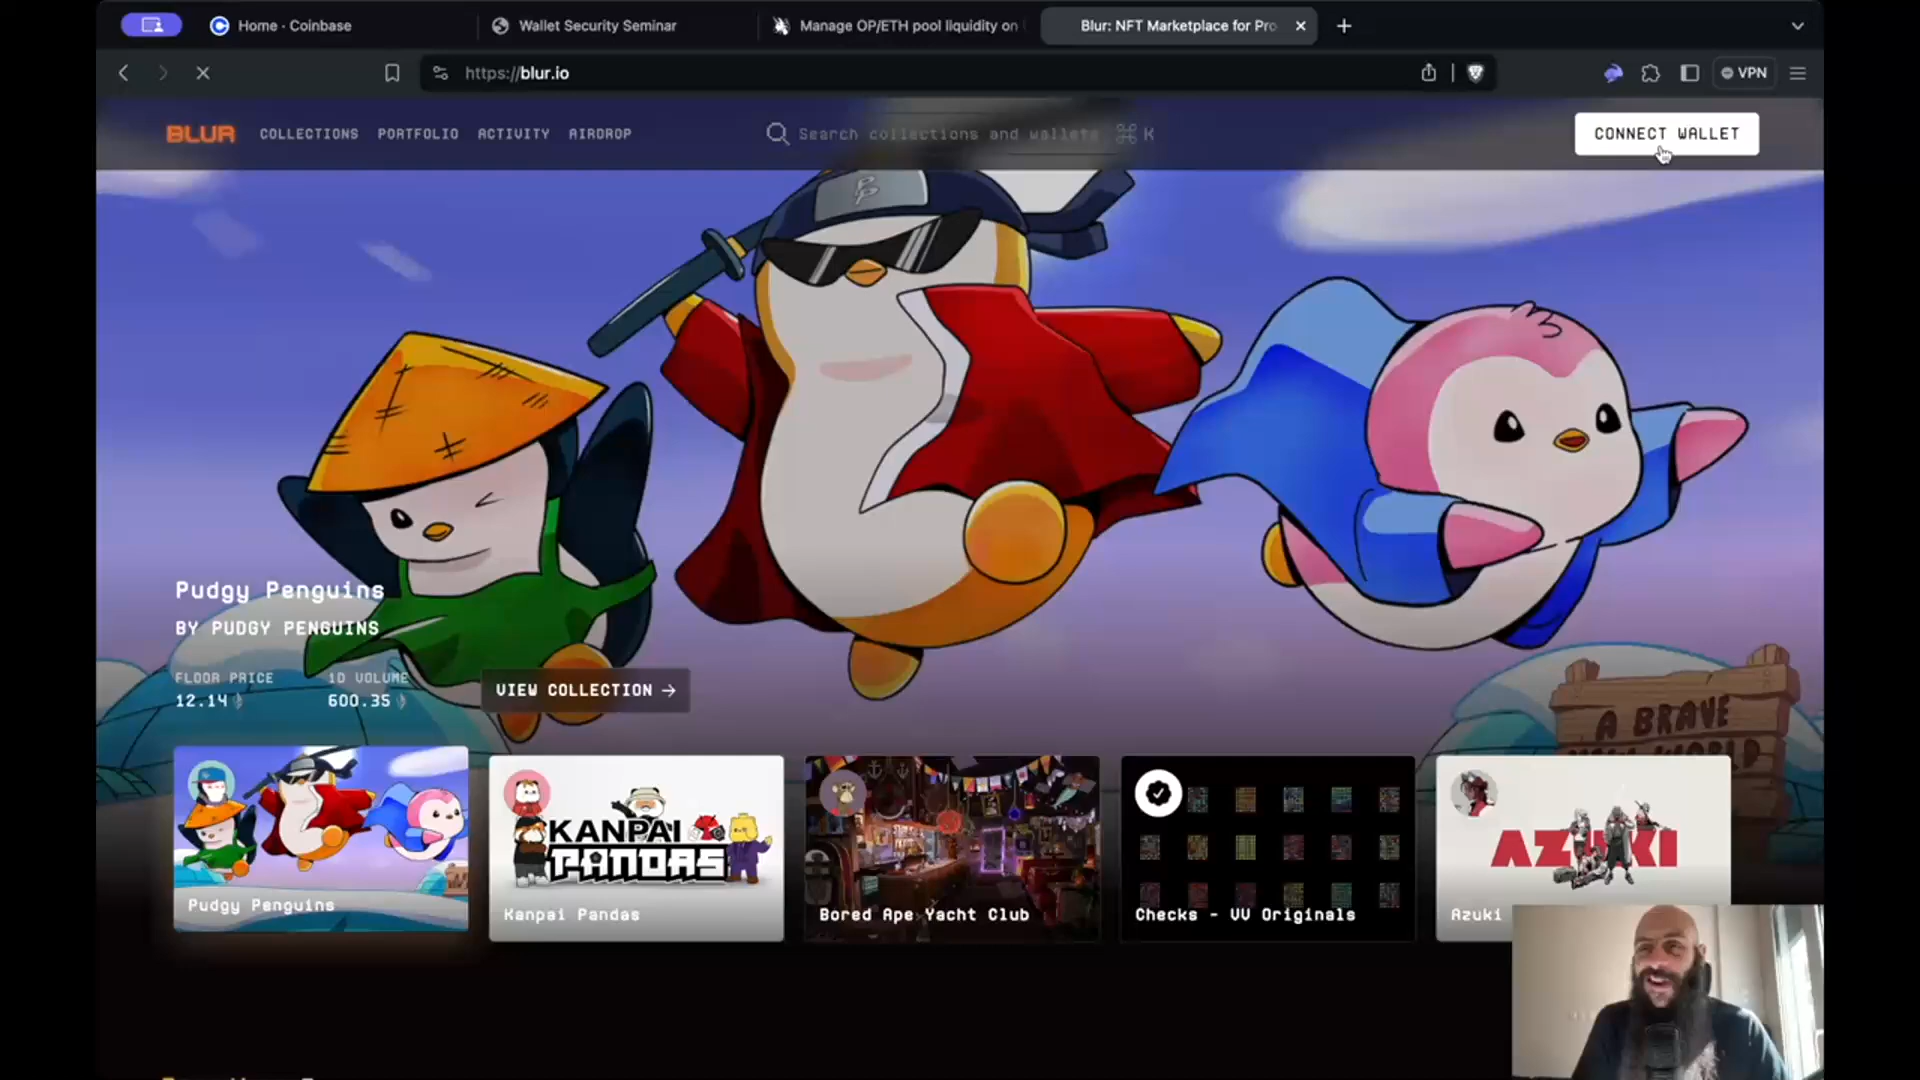 Home - Coinbase
Wallet Security Seminar
Manage OP/ETH pool liquidity on
Blur: NFT Marketplace for Pro
https://blur.io
VPN
BLUR
COLLECTIONS
PORTFOLIO
ACTIVITY
AIRDROP
Search collections and wallets ⌘ K
CONNECT WALLET
PP
Pudgy Penguins
BY PUDGY PENGUINS
FLOOR PRICE
1D VOLUME
12.14
600.35
VIEW COLLECTION →
A BRAVE
NEW WORLD
Pudgy Penguins
KANPAI
PANDAS
Kanpai Pandas
Bored Ape Yacht Club
Checks - VV Originals
AZUKI
Azuki